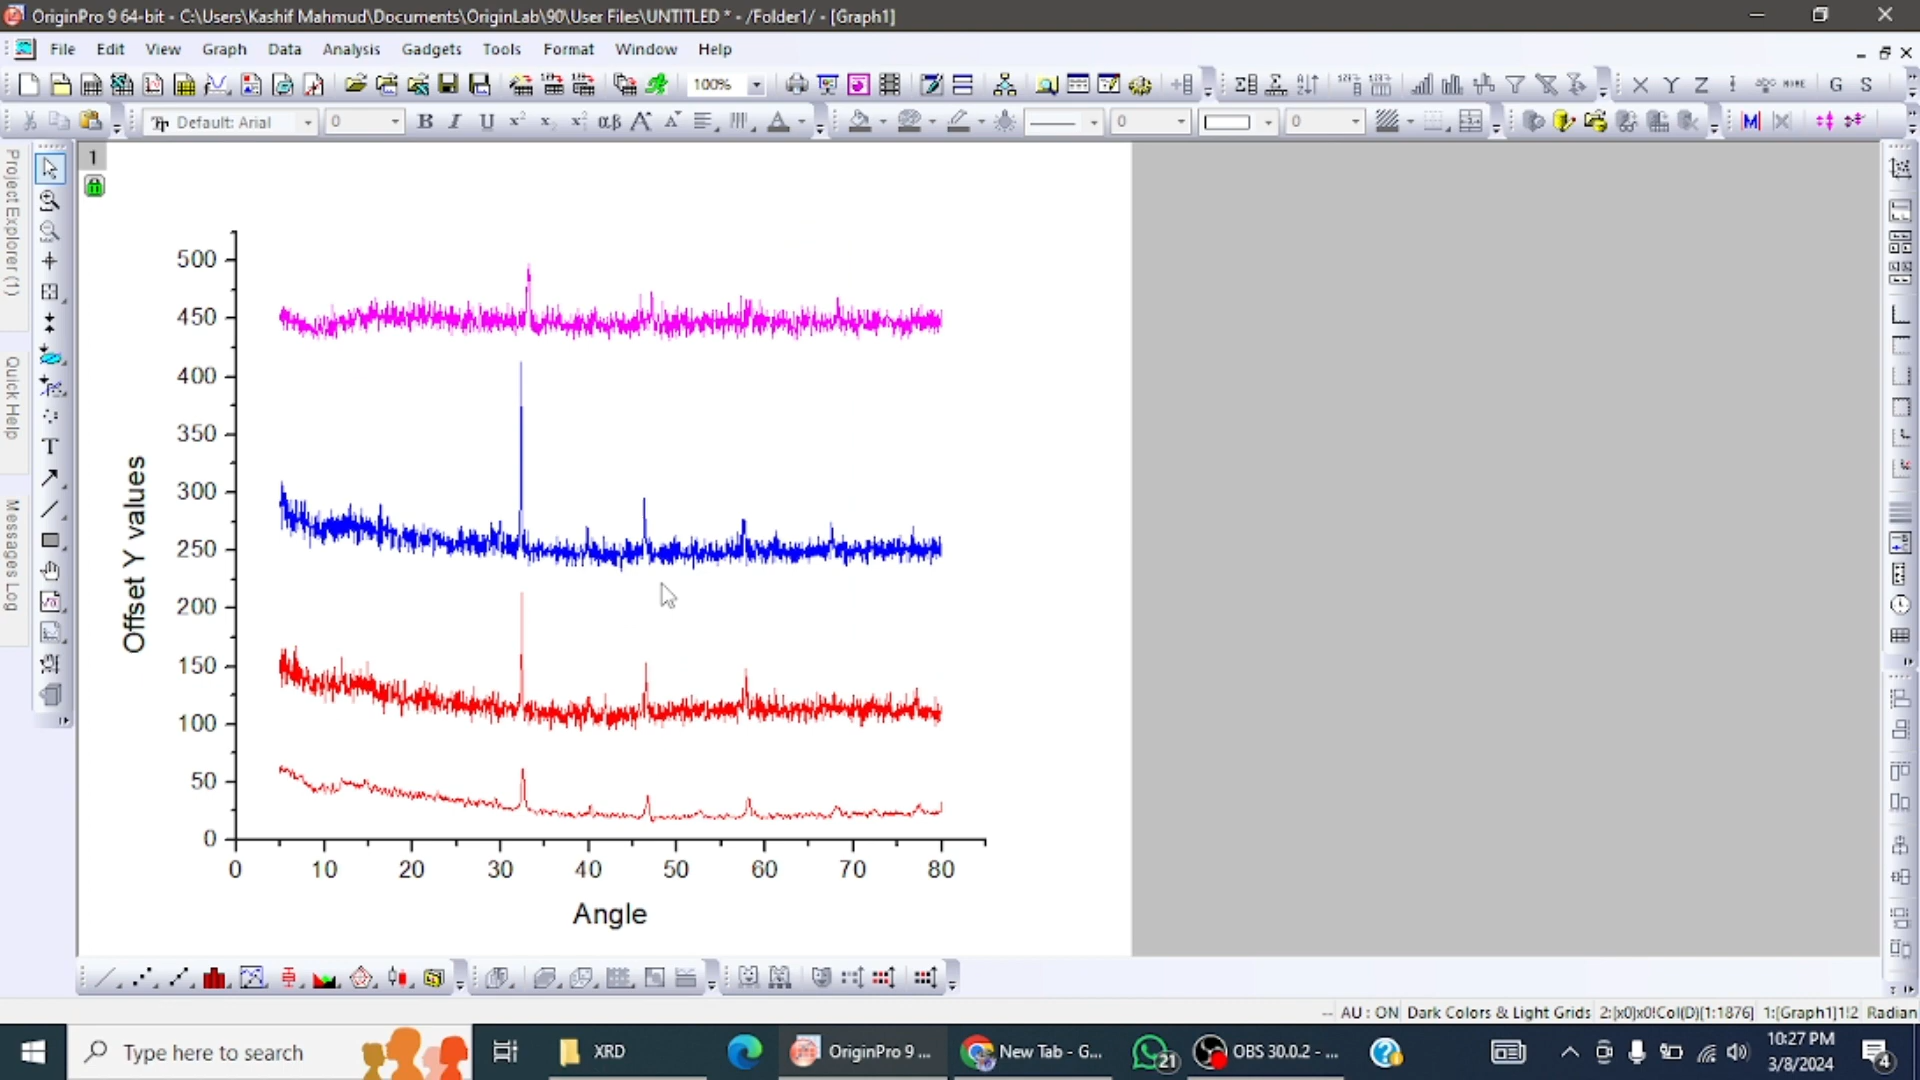 OriginPro 9 64-bit - C:\Users\Kashif Mahmud\Documents\OriginLab\90\User Files\UNTITLED * - /Folder1/ - [Graph1]
File Edit View Graph Data Analysis Gadgets Tools Format Window Help
100%
X Y Z G S
Default: Arial 0 B I U αβ A 0 0 M
Project Explorer (1)
Quick Help
Messages Log
1
T
500
450
400
350
300
250
200
150
100
50
0
Offset Y values
0 10 20 30 40 50 60 70 80
Angle
-- AU : ON Dark Colors & Light Grids 2:[x0]x0!Col(D)[1:1876] 1:[Graph1]1!2 Radian
Type here to search
XRD
OriginPro 9 ...
New Tab - G...
21
OBS 30.0.2 - ...
10:27 PM
3/8/2024
4